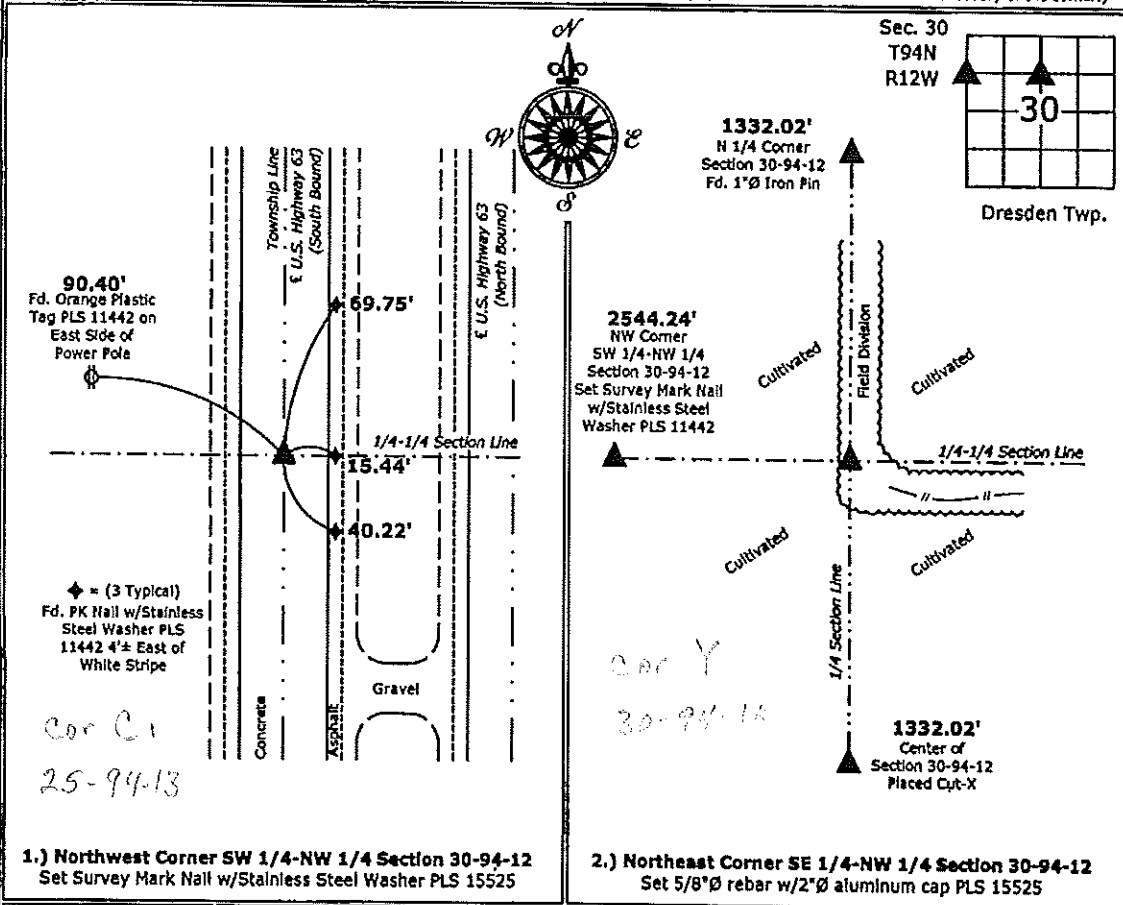 N
W
E
S
Sec. 30
T94N
R12W
30
Dresden Twp.
Township Line
£ U.S. Highway 63
(South Bound)
£ U.S. Highway 63
(North Bound)
90.40'
Fd. Orange Plastic
Tag PLS 11442 on
East Side of
Power Pole
69.75'
1/4-1/4 Section Line
15.44'
40.22'
= (3 Typical)
Fd. PK Nail w/Stainless
Steel Washer PLS
11442 4'± East of
White Stripe
Concrete
Asphalt
Gravel
Cor C1
25-94-13
1.) Northwest Corner SW 1/4-NW 1/4 Section 30-94-12
Set Survey Mark Nail w/Stainless Steel Washer PLS 15525
1332.02'
N 1/4 Corner
Section 30-94-12
Fd. 1"Ø Iron Pin
2544.24'
NW Corner
SW 1/4-NW 1/4
Section 30-94-12
Set Survey Mark Nail
w/Stainless Steel
Washer PLS 11442
Cultivated
Field Division
Cultivated
1/4-1/4 Section Line
Cultivated
Cultivated
1/4 Section Line
Cor Y
30-94-12
1332.02'
Center of
Section 30-94-12
Placed Cut-X
2.) Northeast Corner SE 1/4-NW 1/4 Section 30-94-12
Set 5/8"Ø rebar w/2"Ø aluminum cap PLS 15525